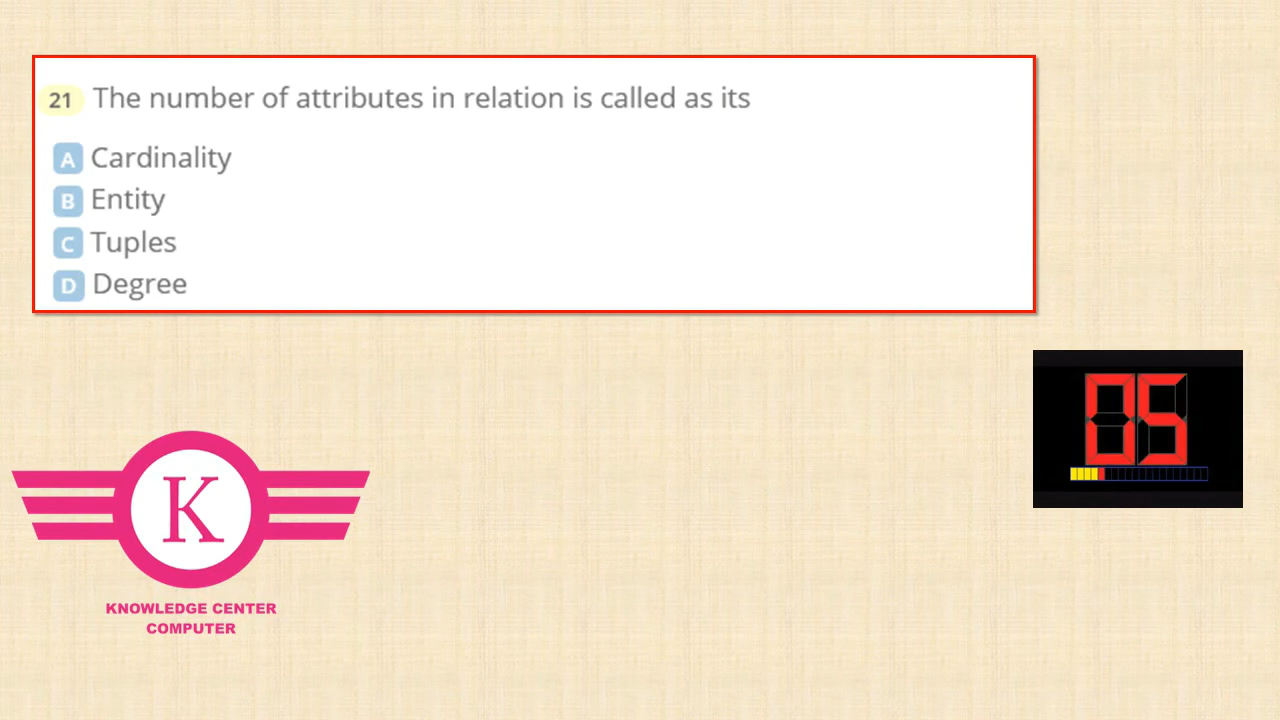 21 The number of attributes in relation is called as its
A Cardinality
B Entity
C Tuples
D Degree
05
K
KNOWLEDGE CENTER
COMPUTER